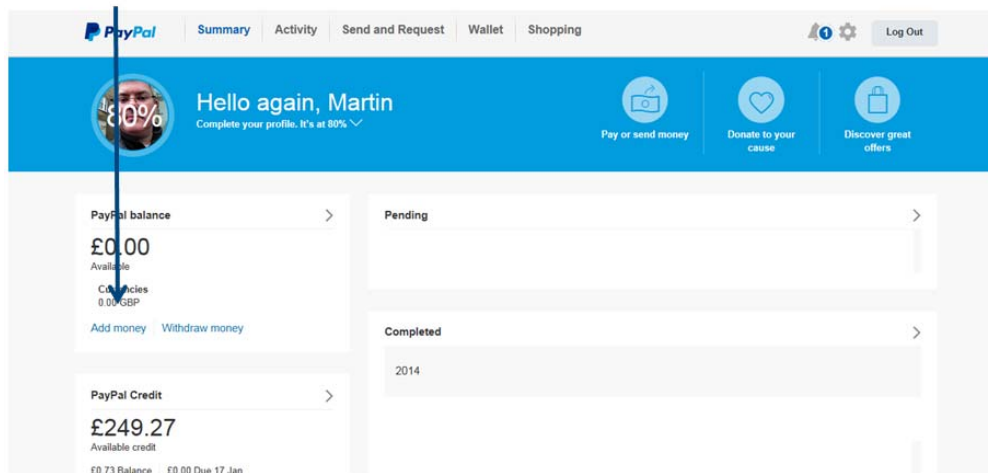 PayPal Summary Activity Send and Request Wallet Shopping 1 Log Out
80%
Hello again, Martin
Complete your profile. It's at 80%
Pay or send money
Donate to your cause
Discover great offers
PayPal balance
£0.00
Available
Currencies
0.00 GBP
Add money Withdraw money
Pending
Completed
2014
PayPal Credit
£249.27
Available credit
£0.73 Balance £0.00 Due 17 Jan